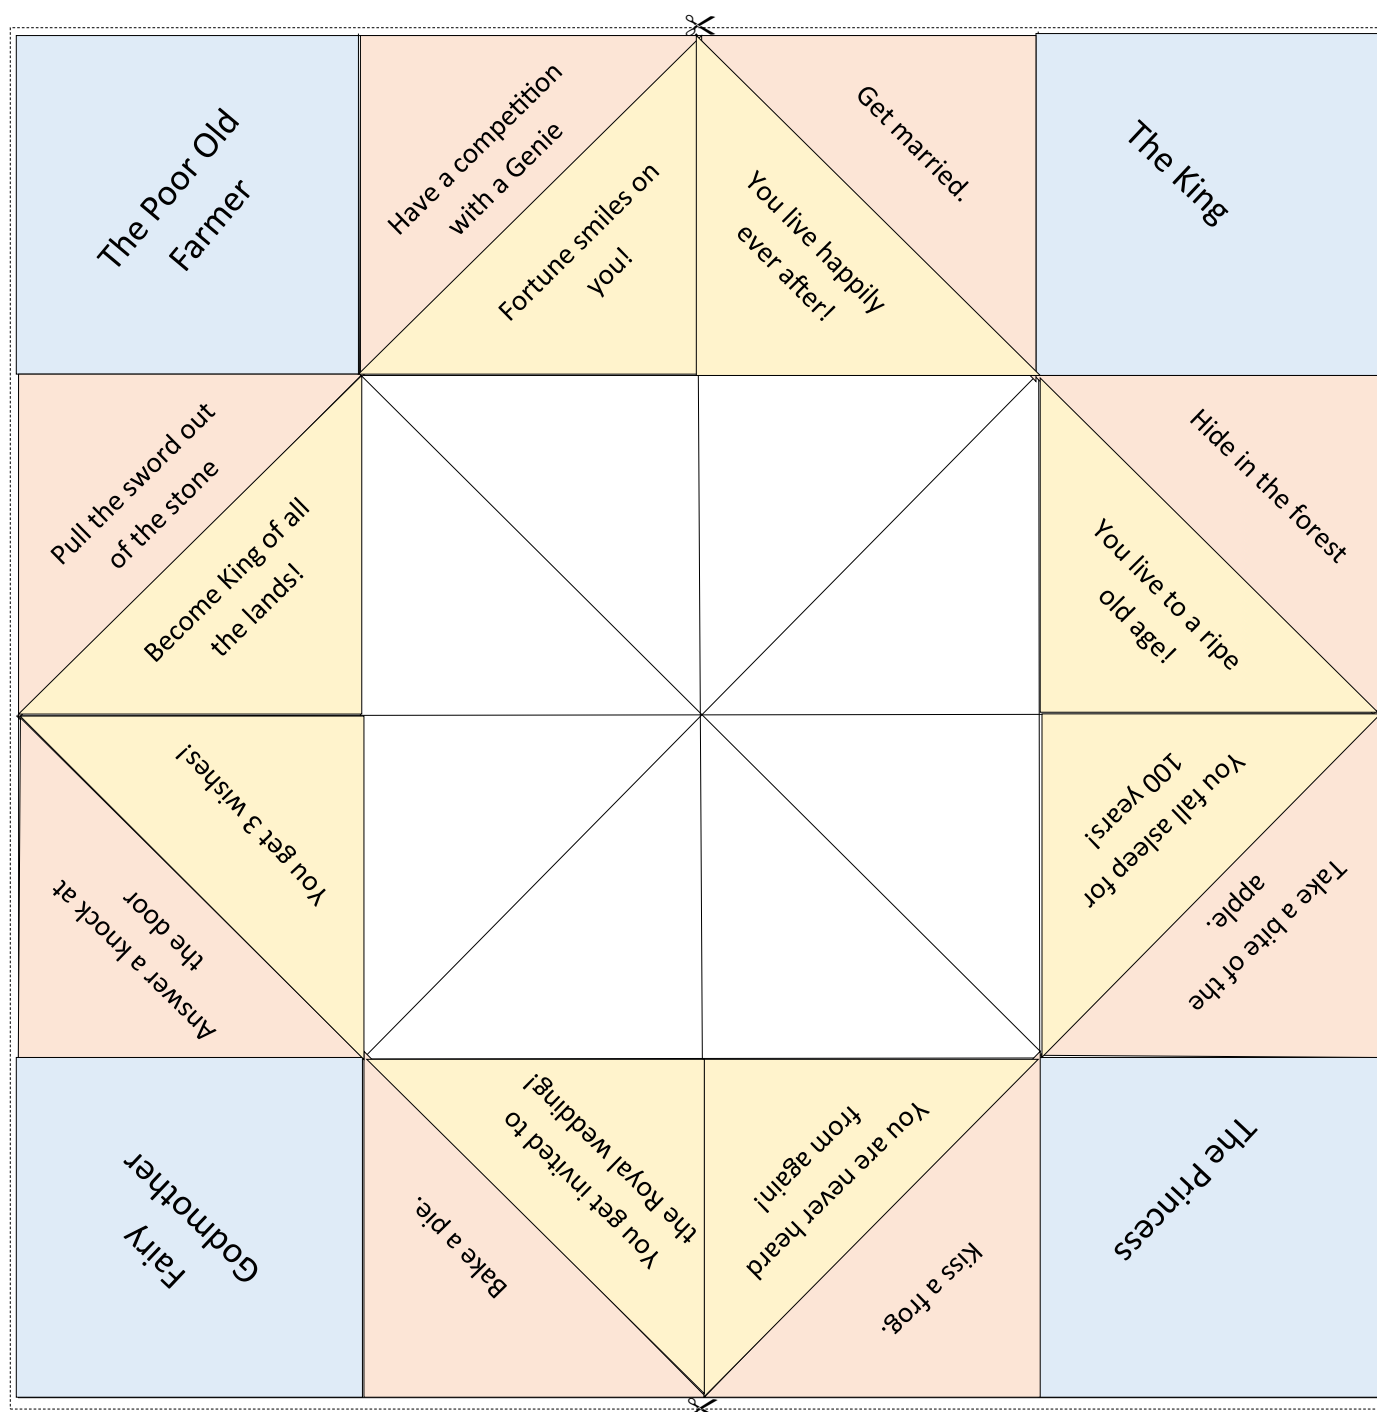 The Poor Old
Farmer
Have a competition
with a Genie
Fortune smiles on
you!
You live happily
ever after!
Get married.
The King
Pull the sword out
of the stone
Become King of all
the lands!
Hide in the forest
You live to a ripe
old age!
You get 3 wishes!
Answer a knock at
the door
You fall asleep for
100 years!
Take a bite of the
apple.
Fairy
Godmother
Bake a pie.
You get invited to
the Royal wedding!
You are never heard
from again!
Kiss a frog.
The Princess